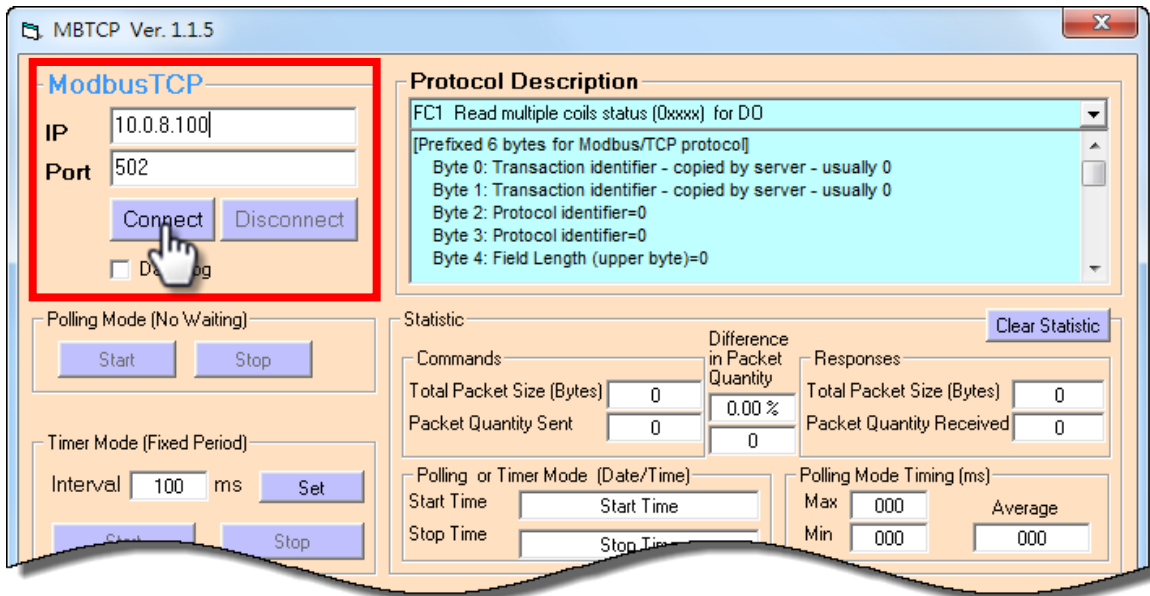 MBTCP Ver. 1.1.5
ModbusTCP
IP 10.0.8.100
Port 502
Connect Disconnect
Protocol Description
FC1 Read multiple coils status (0xxxx) for DO
[Prefixed 6 bytes for Modbus/TCP protocol]
Byte 0: Transaction identifier - copied by server - usually 0
Byte 1: Transaction identifier - copied by server - usually 0
Byte 2: Protocol identifier=0
Byte 3: Protocol identifier=0
Byte 4: Field Length (upper byte)=0
Polling Mode (No Waiting)
Start Stop
Timer Mode (Fixed Period)
Interval 100 ms Set
Start Stop
Statistic
Clear Statistic
Commands
Total Packet Size (Bytes) 0
Packet Quantity Sent 0
Difference
in Packet
Quantity
0.00 %
0
Responses
Total Packet Size (Bytes) 0
Packet Quantity Received 0
Polling or Timer Mode (Date/Time)
Start Time Start Time
Stop Time Stop Time
Polling Mode Timing (ms)
Max 000 Average
Min 000 000